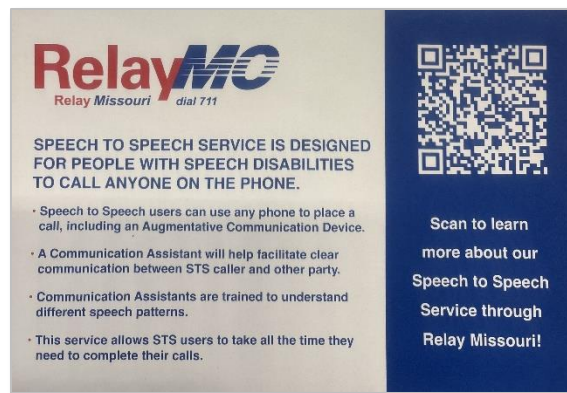 RelayMO
Relay Missouri dial 711
SPEECH TO SPEECH SERVICE IS DESIGNED
FOR PEOPLE WITH SPEECH DISABILITIES
TO CALL ANYONE ON THE PHONE.
· Speech to Speech users can use any phone to place a
call, including an Augmentative Communication Device.
· A Communication Assistant will help facilitate clear
communication between STS caller and other party.
· Communication Assistants are trained to understand
different speech patterns.
· This service allows STS users to take all the time they
need to complete their calls.
Scan to learn
more about our
Speech to Speech
Service through
Relay Missouri!